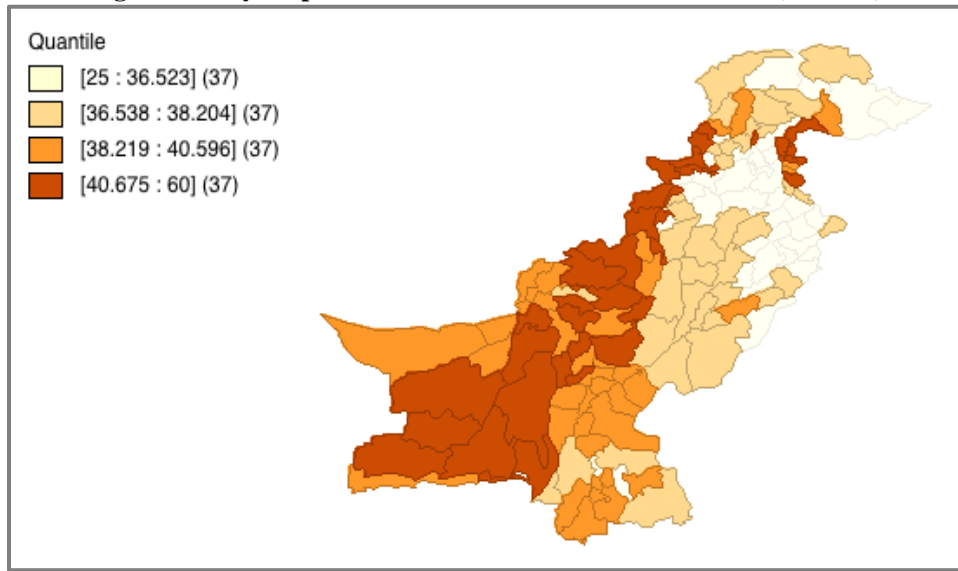 Quantile
[25 : 36.523] (37)
[36.538 : 38.204] (37)
[38.219 : 40.596] (37)
[40.675 : 60] (37)